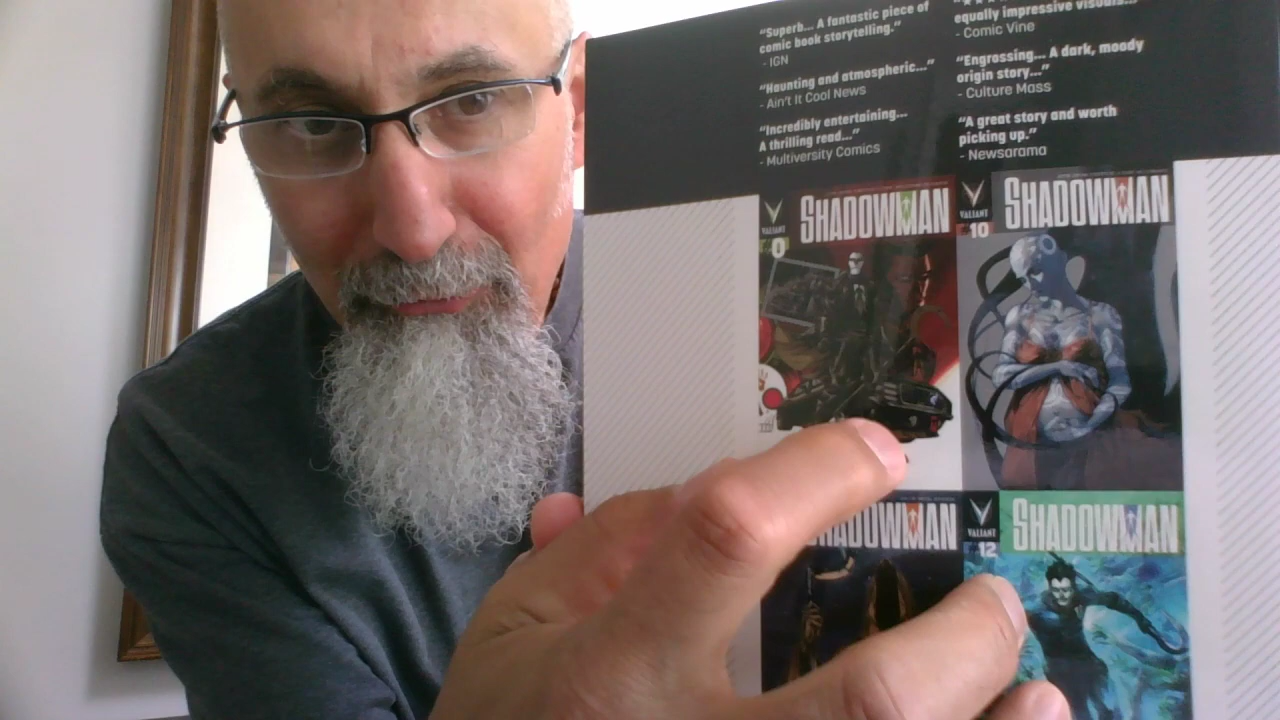 "Superb... A fantastic piece of
comic book storytelling."
- IGN
"Haunting and atmospheric..."
- Ain't It Cool News
"Incredibly entertaining...
A thrilling read..."
- Multiversity Comics
equally impressive visuals..."
- Comic Vine
"Engrossing... A dark, moody
origin story..."
- Culture Mass
"A great story and worth
picking up."
- Newsarama
VALIANT
0
SHADOWMAN
VALIANT
10
SHADOWMAN
SHADOWMAN
VALIANT
12
SHADOWMAN